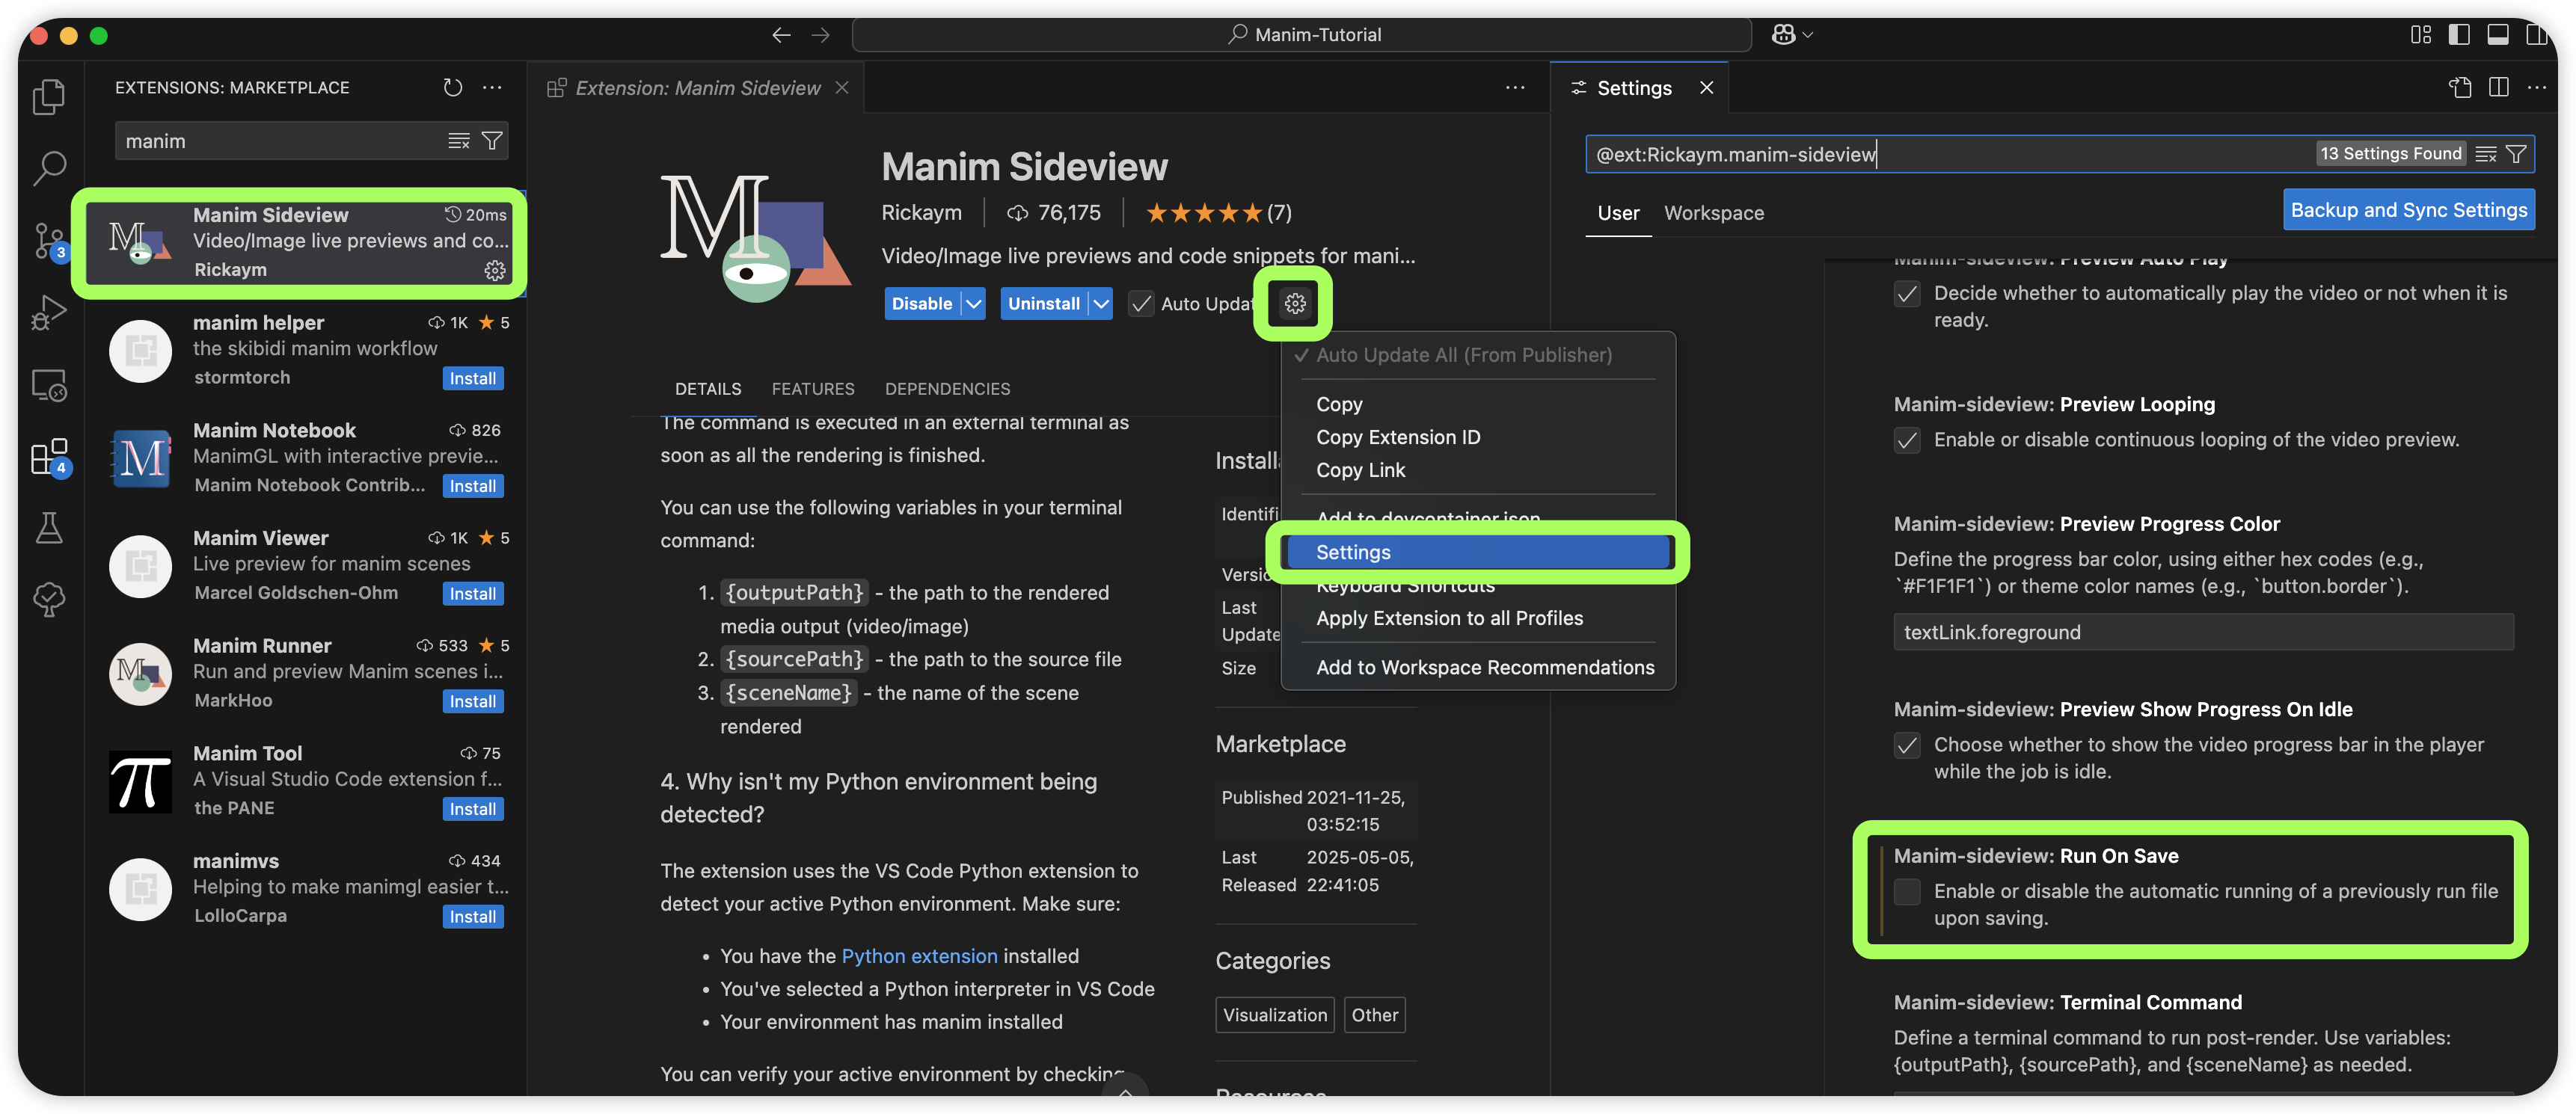 Manim-Tutorial
EXTENSIONS: MARKETPLACE
manim
Manim Sideview
20ms
Video/Image live previews and co...
Rickaym
manim helper
1K
5
the skibidi manim workflow
stormtorch
Install
Manim Notebook
826
ManimGL with interactive previe...
Manim Notebook Contrib...
Install
Manim Viewer
1K
5
Live preview for manim scenes
Marcel Goldschen-Ohm
Install
Manim Runner
533
5
Run and preview Manim scenes i...
MarkHoo
Install
Manim Tool
75
A Visual Studio Code extension f...
the PANE
Install
manimvs
434
Helping to make manimgl easier t...
LolloCarpa
Install
3
4
Extension: Manim Sideview
Manim Sideview
Rickaym
76,175
(7)
Video/Image live previews and code snippets for mani...
Disable
Uninstall
Auto Updat
DETAILS
FEATURES
DEPENDENCIES
The command is executed in an external terminal as
soon as all the rendering is finished.
You can use the following variables in your terminal
command:
1. {outputPath} - the path to the rendered
media output (video/image)
2. {sourcePath} - the path to the source file
3. {sceneName} - the name of the scene
rendered
4. Why isn't my Python environment being
detected?
The extension uses the VS Code Python extension to
detect your active Python environment. Make sure:
• You have the Python extension installed
• You've selected a Python interpreter in VS Code
• Your environment has manim installed
You can verify your active environment by checking
Installa
Identifi
Versio
Last
Update
Size
Marketplace
Published 2021-11-25,
03:52:15
Last 2025-05-05,
Released 22:41:05
Categories
Visualization
Other
Resources
Auto Update All (From Publisher)
Copy
Copy Extension ID
Copy Link
Add to devcontainer.json
Settings
Keyboard Shortcuts
Apply Extension to all Profiles
Add to Workspace Recommendations
Settings
@ext:Rickaym.manim-sideview
13 Settings Found
User
Workspace
Backup and Sync Settings
Manim-sideview: Preview Auto Play
Decide whether to automatically play the video or not when it is
ready.
Manim-sideview: Preview Looping
Enable or disable continuous looping of the video preview.
Manim-sideview: Preview Progress Color
Define the progress bar color, using either hex codes (e.g.,
`#F1F1F1`) or theme color names (e.g., `button.border`).
textLink.foreground
Manim-sideview: Preview Show Progress On Idle
Choose whether to show the video progress bar in the player
while the job is idle.
Manim-sideview: Run On Save
Enable or disable the automatic running of a previously run file
upon saving.
Manim-sideview: Terminal Command
Define a terminal command to run post-render. Use variables:
{outputPath}, {sourcePath}, and {sceneName} as needed.